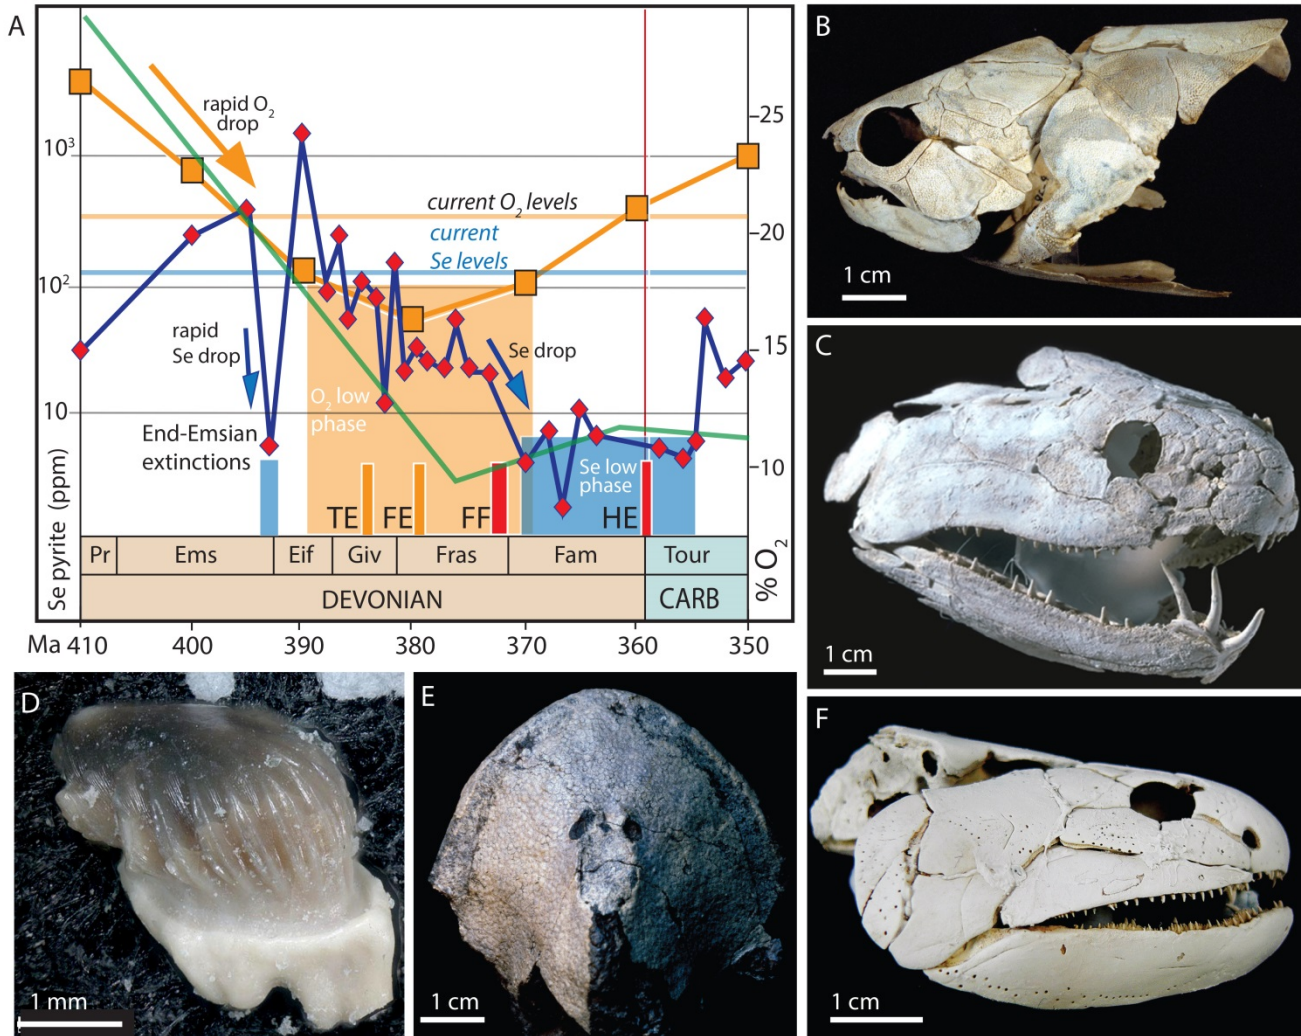 A
Se pyrite (ppm)
10³
10²
10
rapid O₂
drop
current O₂ levels
current
Se levels
rapid
Se drop
Se drop
O₂ low
phase
End-Emsian
extinctions
Se low
phase
TE
FE
FF
HE
25
20
15
10
% O₂
Pr
Ems
Eif
Giv
Fras
Fam
Tour
DEVONIAN
CARB
Ma 410
400
390
380
370
360
350
B
1 cm
C
1 cm
D
1 mm
E
1 cm
F
1 cm